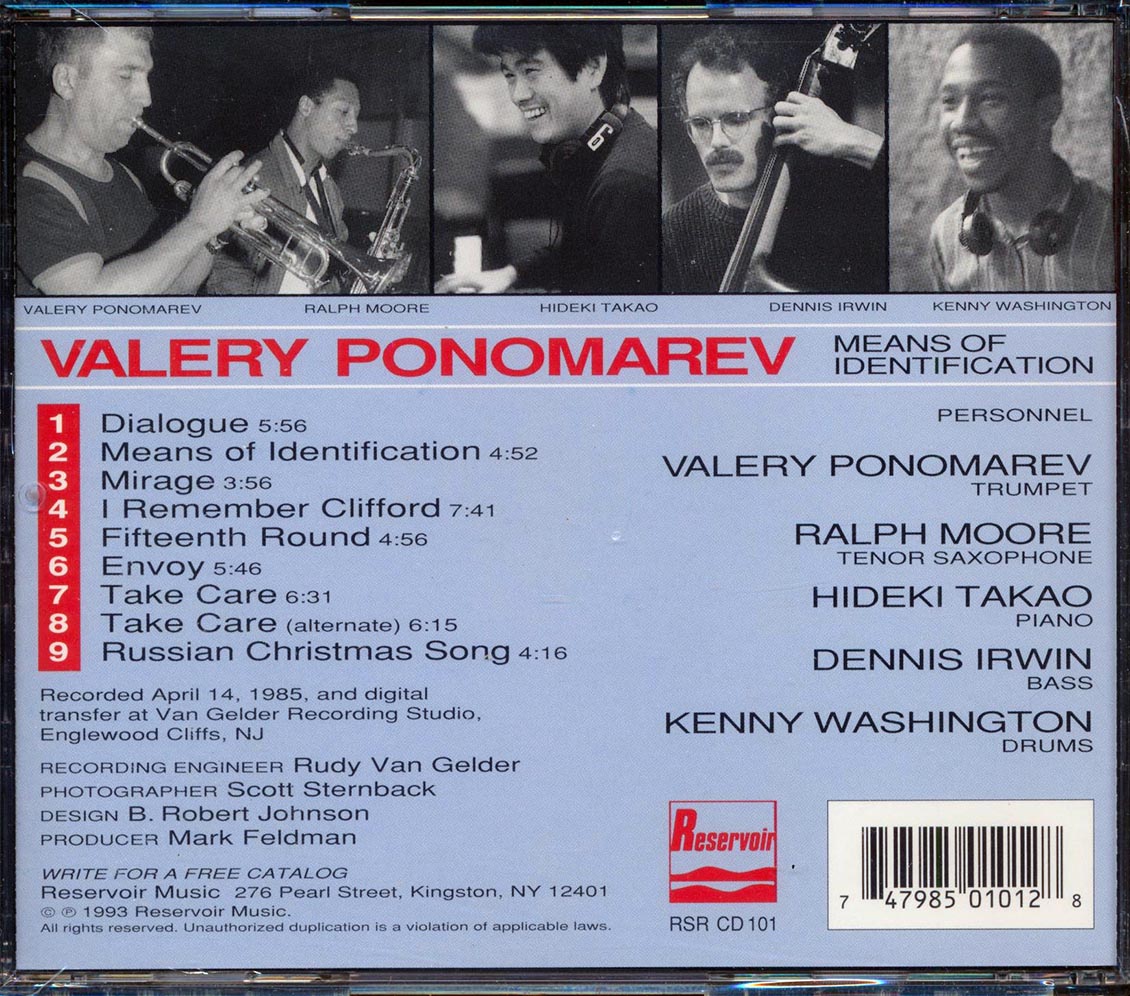 VALERY PONOMAREV RALPH MOORE HIDEKI TAKAO DENNIS IRWIN KENNY WASHINGTON
VALERY PONOMAREV
MEANS OF
IDENTIFICATION
1 Dialogue 5:56
2 Means of Identification 4:52
3 Mirage 3:56
4 I Remember Clifford 7:41
5 Fifteenth Round 4:56
6 Envoy 5:46
7 Take Care 6:31
8 Take Care (alternate) 6:15
9 Russian Christmas Song 4:16
Recorded April 14, 1985, and digital
transfer at Van Gelder Recording Studio,
Englewood Cliffs, NJ
RECORDING ENGINEER Rudy Van Gelder
PHOTOGRAPHER Scott Sternback
DESIGN B. Robert Johnson
PRODUCER Mark Feldman
WRITE FOR A FREE CATALOG
Reservoir Music 276 Pearl Street, Kingston, NY 12401
© ℗ 1993 Reservoir Music.
All rights reserved. Unauthorized duplication is a violation of applicable laws.
PERSONNEL
VALERY PONOMAREV
TRUMPET
RALPH MOORE
TENOR SAXOPHONE
HIDEKI TAKAO
PIANO
DENNIS IRWIN
BASS
KENNY WASHINGTON
DRUMS
Reservoir
RSR CD 101
7 47985 01012 8